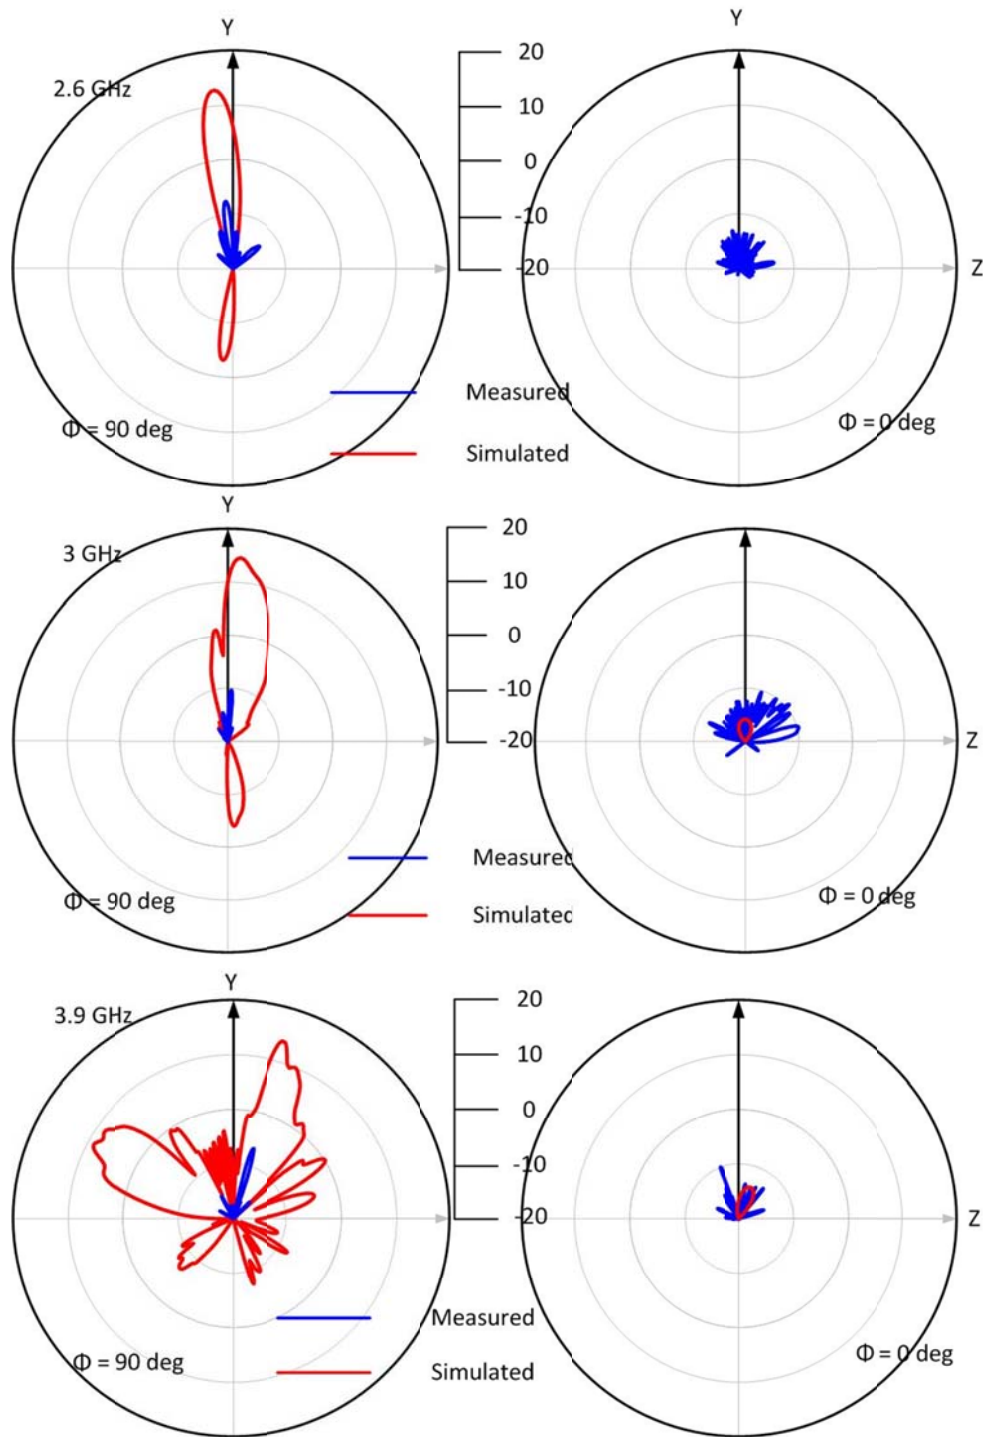 Y
Y
2.6 GHz
20
10
0
-10
-20
Z
Measured
Simulated
Φ = 90 deg
Φ = 0 deg
Y
3 GHz
20
10
0
-10
-20
Z
Measured
Simulated
Φ = 90 deg
Φ = 0 deg
Y
3.9 GHz
20
10
0
-10
-20
Z
Measured
Simulated
Φ = 90 deg
Φ = 0 deg